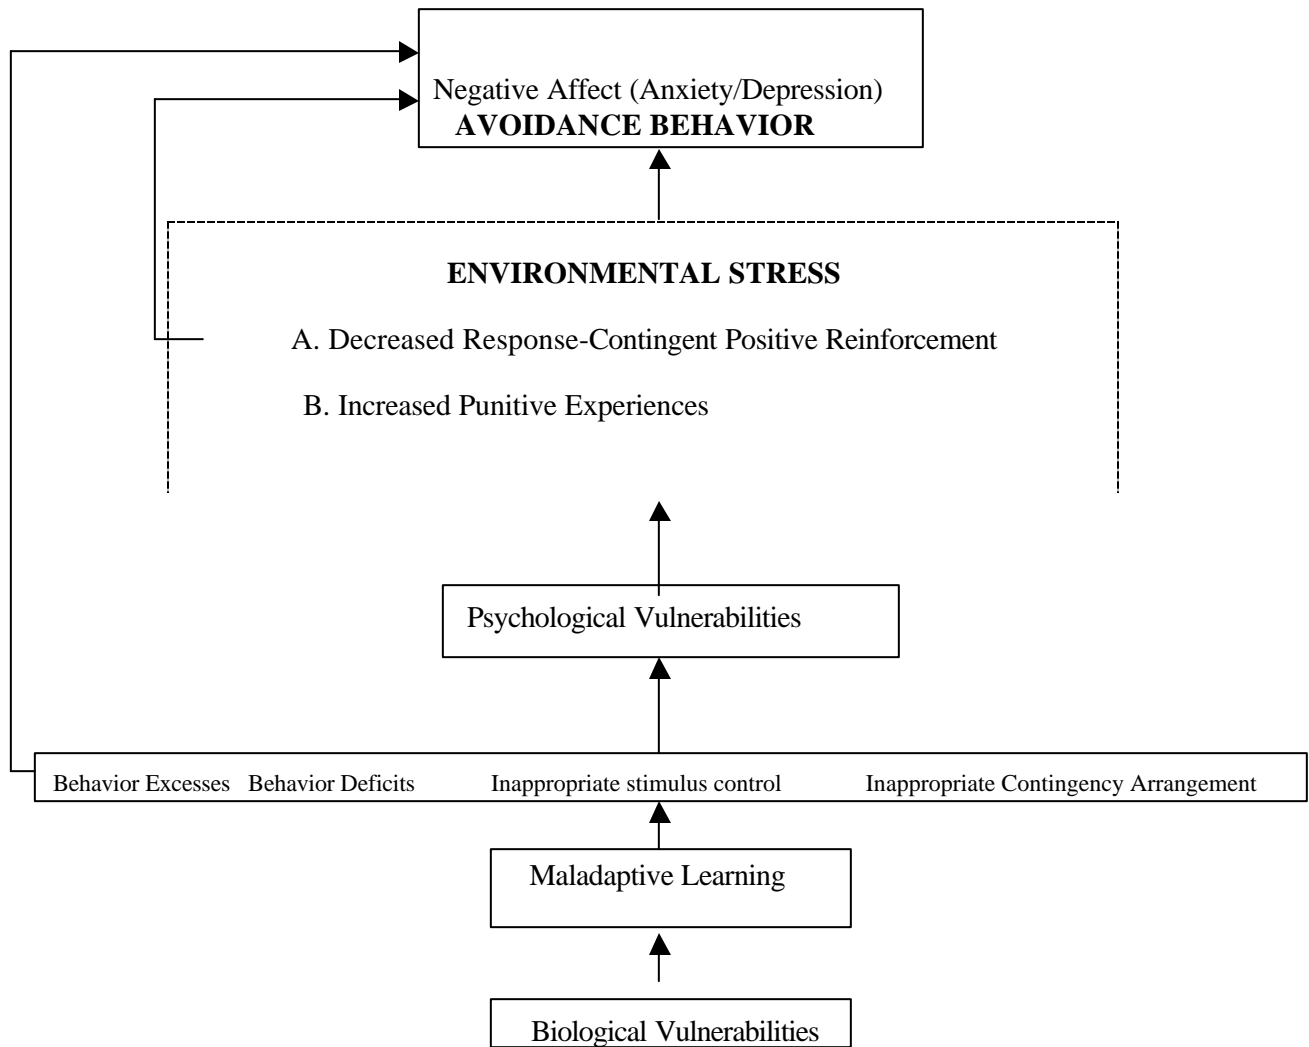 Negative Affect (Anxiety/Depression)
AVOIDANCE BEHAVIOR
ENVIRONMENTAL STRESS
A. Decreased Response-Contingent Positive Reinforcement
B. Increased Punitive Experiences
Psychological Vulnerabilities
Behavior Excesses Behavior Deficits Inappropriate stimulus control Inappropriate Contingency Arrangement
Maladaptive Learning
Biological Vulnerabilities